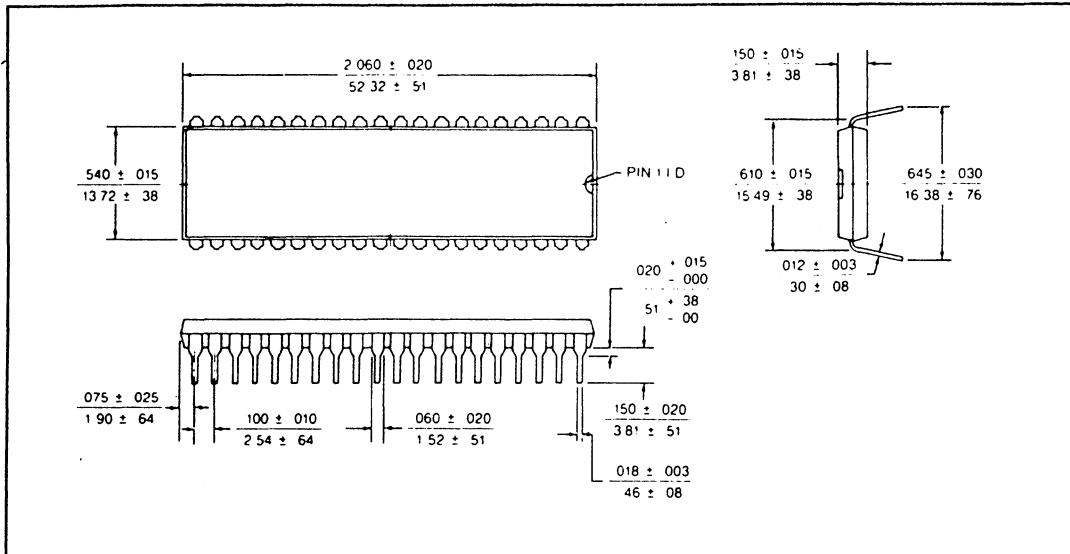 2 060 ± 020
52 32 ± 51
150 ± 015
3 81 ± 38
540 ± 015
13 72 ± 38
PIN 1 I D
610 ± 015
15 49 ± 38
645 ± 030
16 38 ± 76
012 ± 003
30 ± 08
020 + 015
- 000
51 + 38
- 00
075 ± 025
1 90 ± 64
100 ± 010
2 54 ± 64
060 ± 020
1 52 ± 51
150 ± 020
3 81 ± 51
018 ± 003
46 ± 08